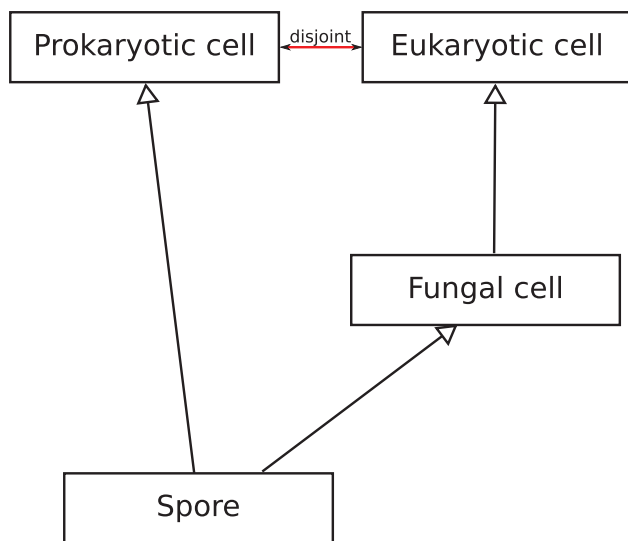 Prokaryotic cell
disjoint
Eukaryotic cell
Fungal cell
Spore